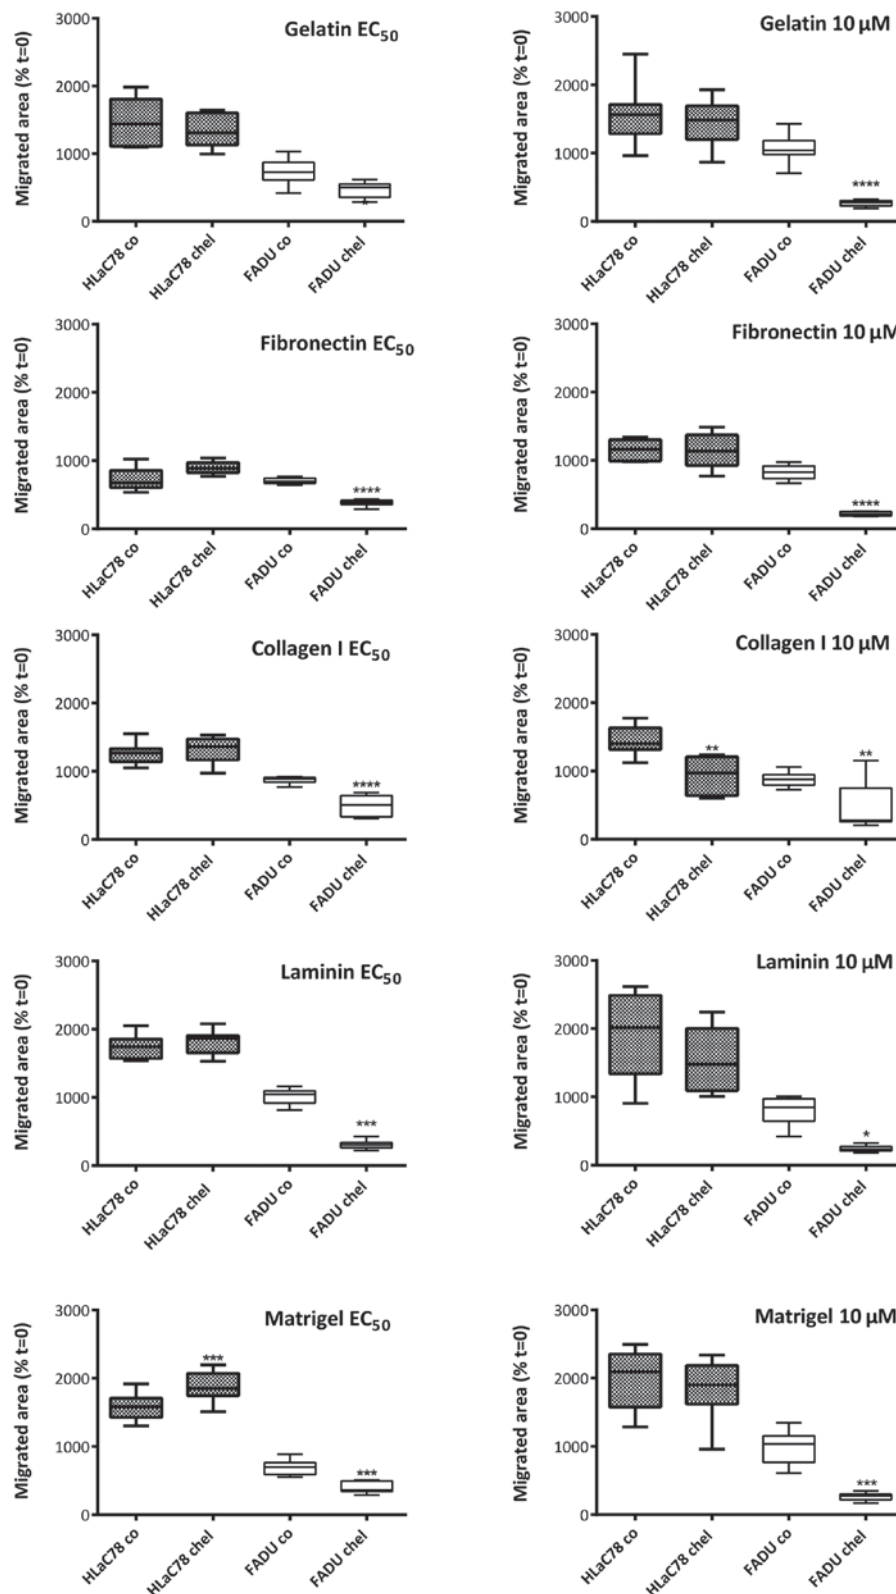 Gelatin EC50
Migrated area (% t=0)
3000
2000
1000
0
*
HLaC78 co
HLaC78 chel
FADU co
FADU chel
Gelatin 10 µM
Migrated area (% t=0)
3000
2000
1000
0
****
HLaC78 co
HLaC78 chel
FADU co
FADU chel
Fibronectin EC50
Migrated area (% t=0)
3000
2000
1000
0
****
HLaC78 co
HLaC78 chel
FADU co
FADU chel
Fibronectin 10 µM
Migrated area (% t=0)
3000
2000
1000
0
****
HLaC78 co
HLaC78 chel
FADU co
FADU chel
Collagen I EC50
Migrated area (% t=0)
3000
2000
1000
0
****
HLaC78 co
HLaC78 chel
FADU co
FADU chel
Collagen I 10 µM
Migrated area (% t=0)
3000
2000
1000
0
**
**
HLaC78 co
HLaC78 chel
FADU co
FADU chel
Laminin EC50
Migrated area (% t=0)
3000
2000
1000
0
***
HLaC78 co
HLaC78 chel
FADU co
FADU chel
Laminin 10 µM
Migrated area (% t=0)
3000
2000
1000
0
*
HLaC78 co
HLaC78 chel
FADU co
FADU chel
Matrigel EC50
Migrated area (% t=0)
3000
2000
1000
0
***
***
HLaC78 co
HLaC78 chel
FADU co
FADU chel
Matrigel 10 µM
Migrated area (% t=0)
3000
2000
1000
0
***
HLaC78 co
HLaC78 chel
FADU co
FADU chel